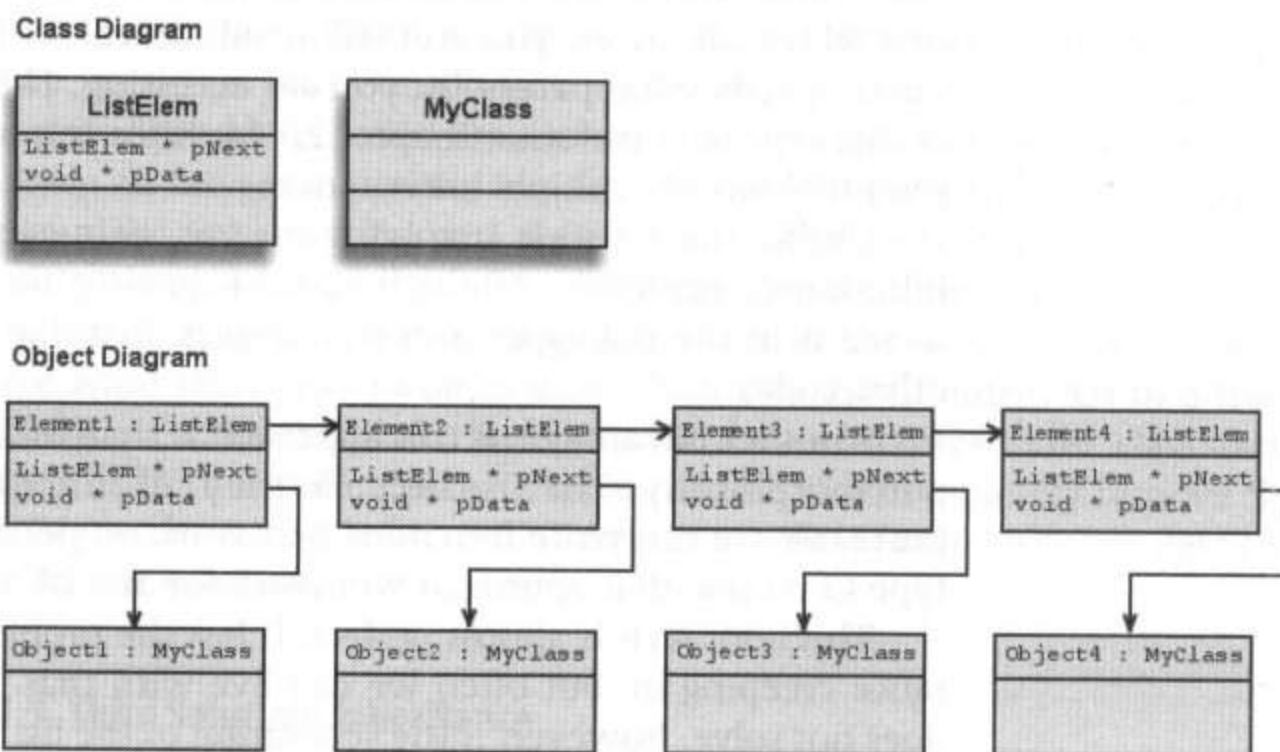 Class Diagram
ListElem
ListElem * pNext
void * pData
MyClass
Object Diagram
Element1 : ListElem
ListElem * pNext
void * pData
Element2 : ListElem
ListElem * pNext
void * pData
Element3 : ListElem
ListElem * pNext
void * pData
Element4 : ListElem
ListElem * pNext
void * pData
Object1 : MyClass
Object2 : MyClass
Object3 : MyClass
Object4 : MyClass